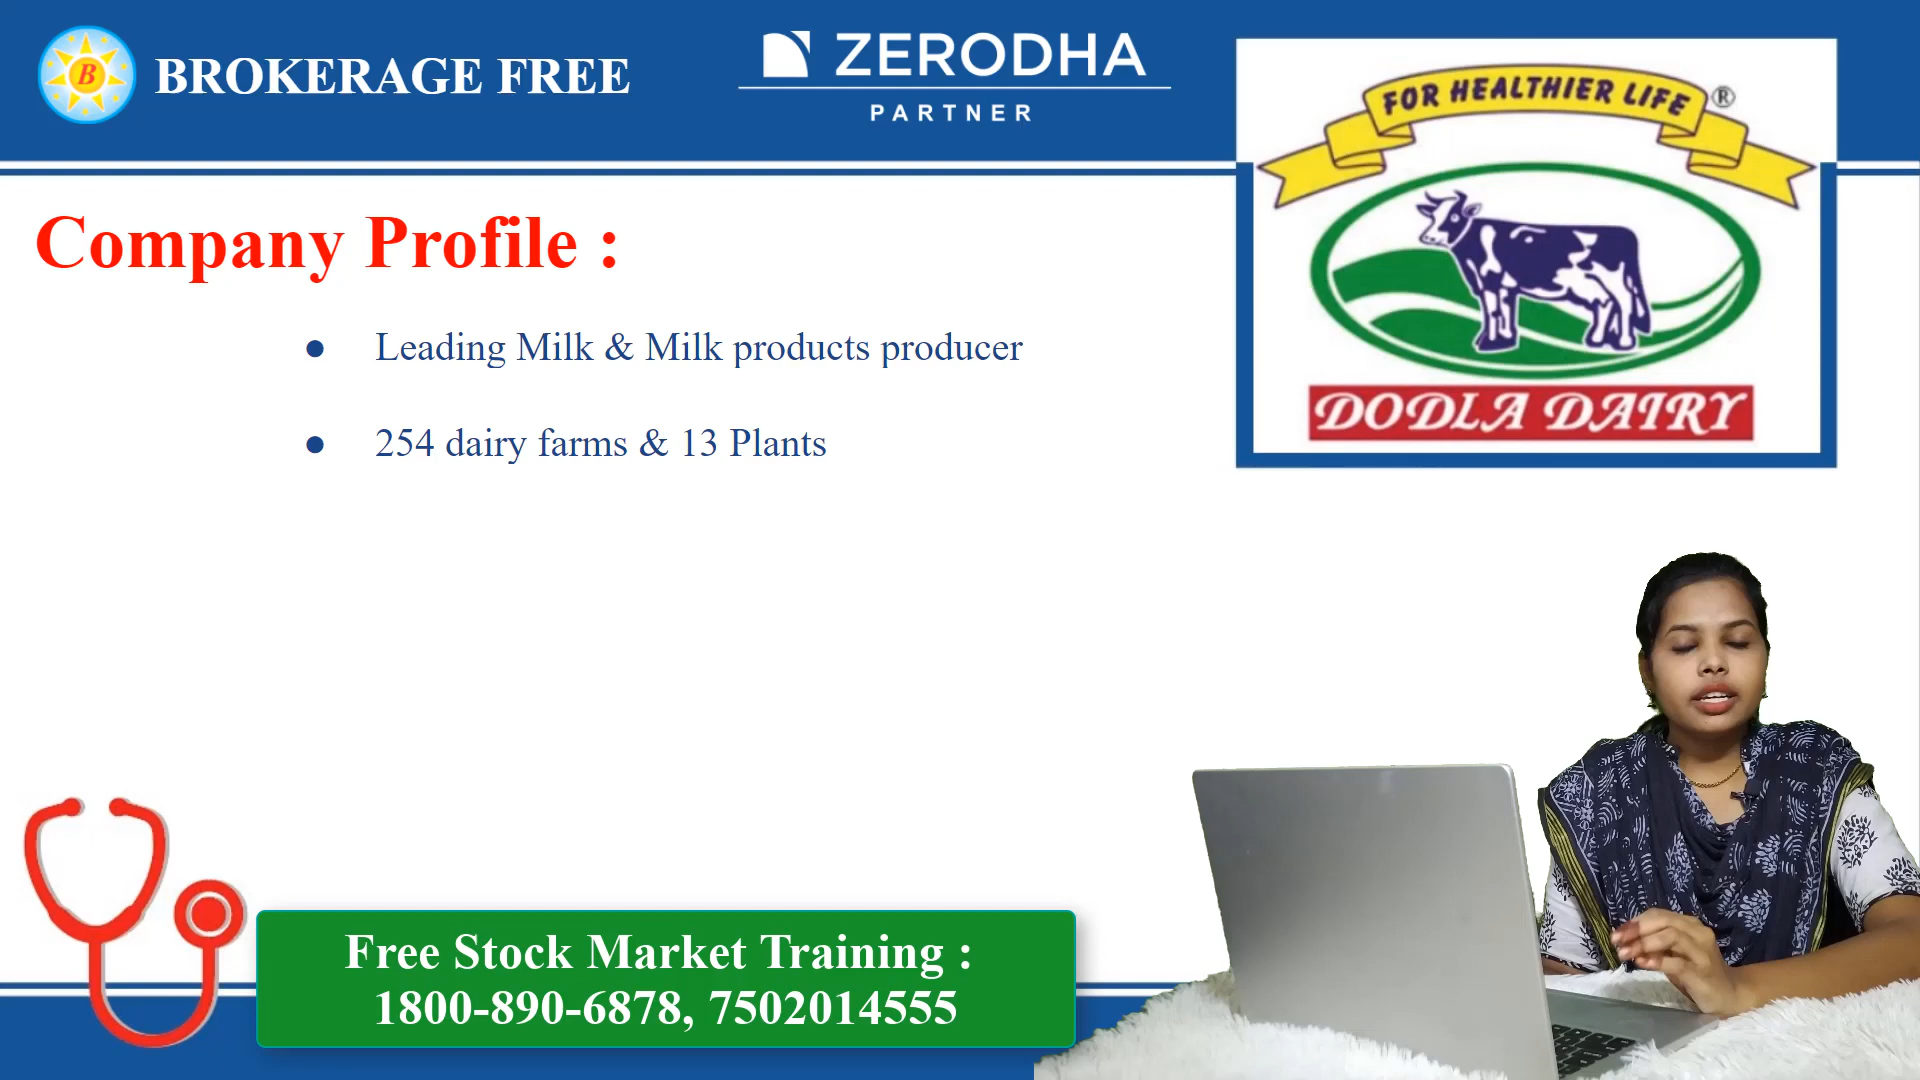 B
BROKERAGE FREE
ZERODHA
PARTNER
FOR HEALTHIER LIFE ®
DODLA DAIRY
Company Profile :
● Leading Milk & Milk products producer
● 254 dairy farms & 13 Plants
Free Stock Market Training :
1800-890-6878, 7502014555